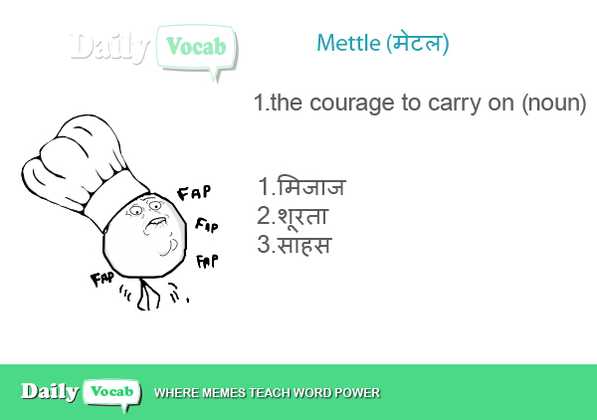 Daily Vocab
Mettle (मेटल)
1.the courage to carry on (noun)
1.मिजाज
2.शूरता
3.साहस
FAP
FAP
FAP
FAP
Daily Vocab WHERE MEMES TEACH WORD POWER